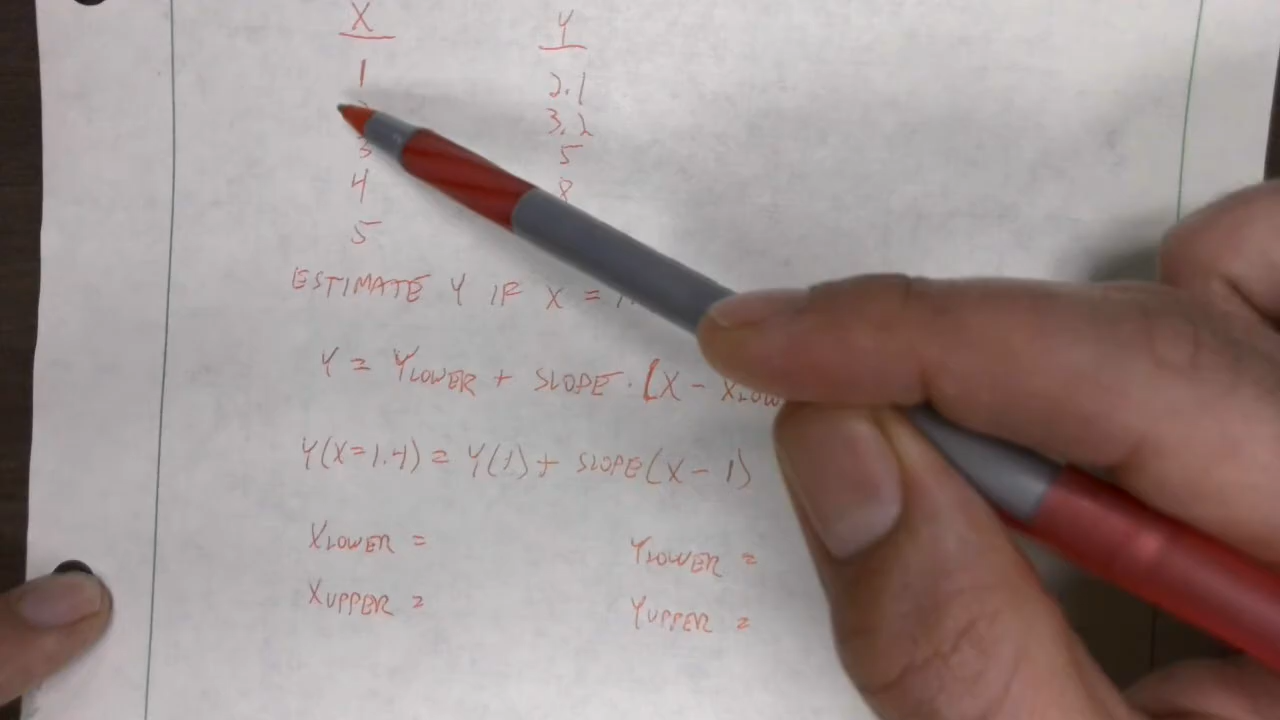 X Y
1 2.1
3.2
3 5
4 8
5
ESTIMATE Y IF X =
Y = YLOWER + SLOPE · (X -
Y(X=1.4) = Y(1) + SLOPE(X - 1)
XLOWER = YLOWER =
XUPPER = YUPPER =